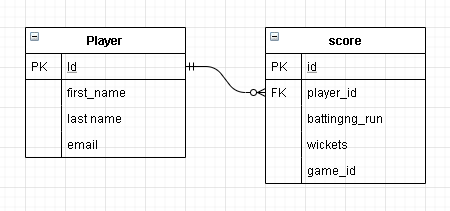 Player
PK Id
first_name
last name
email
score
PK id
FK player_id
battingng_run
wickets
game_id